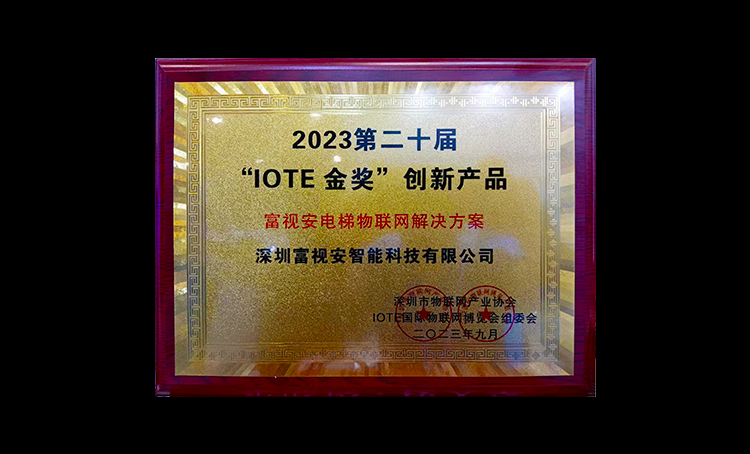 2023第二十届
“IOTE 金奖”创新产品
富视安电梯物联网解决方案
深圳富视安智能科技有限公司
深圳市物联网产业协会
IOTE国际物联网博览会组委会
二〇二三年九月